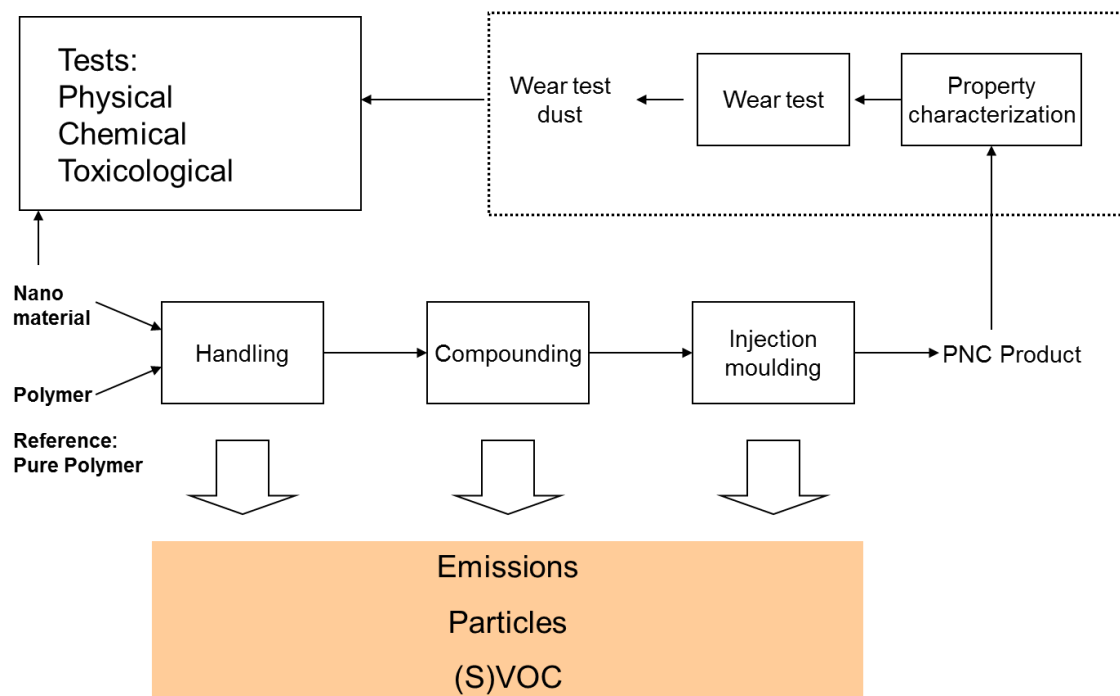 Tests:
Physical
Chemical
Toxicological
Wear test
dust
Wear test
Property
characterization
Nano
material
Polymer
Reference:
Pure Polymer
Handling
Compounding
Injection
moulding
PNC Product
Emissions
Particles
(S)VOC